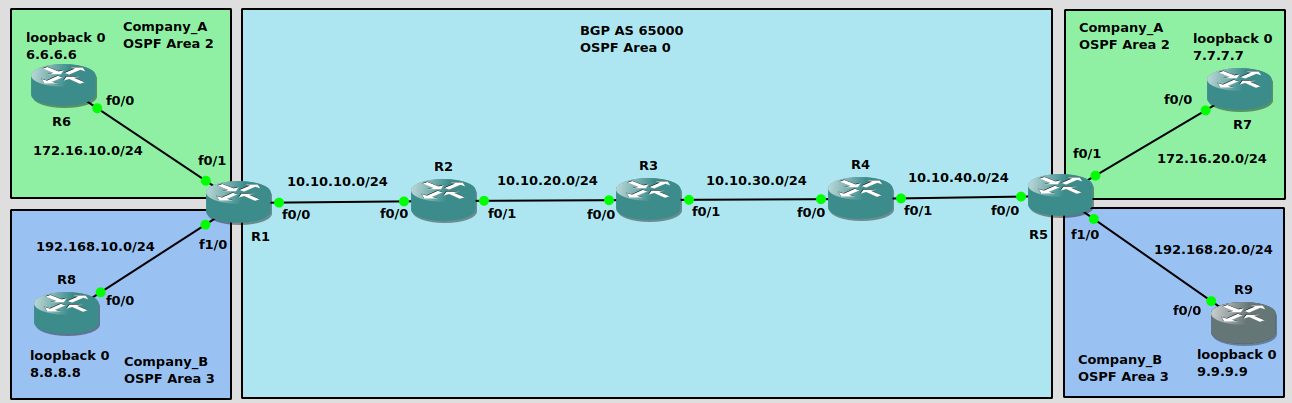 Company_A
OSPF Area 2
loopback 0
6.6.6.6
f0/0
R6
172.16.10.0/24
f0/1
BGP AS 65000
OSPF Area 0
Company_A
OSPF Area 2
loopback 0
7.7.7.7
f0/0
R7
172.16.20.0/24
f0/1
R1
f0/0
10.10.10.0/24
R2
f0/0
f0/1
10.10.20.0/24
R3
f0/0
f0/1
10.10.30.0/24
R4
f0/0
f0/1
10.10.40.0/24
f0/0
R5
f1/0
192.168.10.0/24
R8
f0/0
loopback 0
8.8.8.8
Company_B
OSPF Area 3
f1/0
192.168.20.0/24
R9
f0/0
loopback 0
9.9.9.9
Company_B
OSPF Area 3